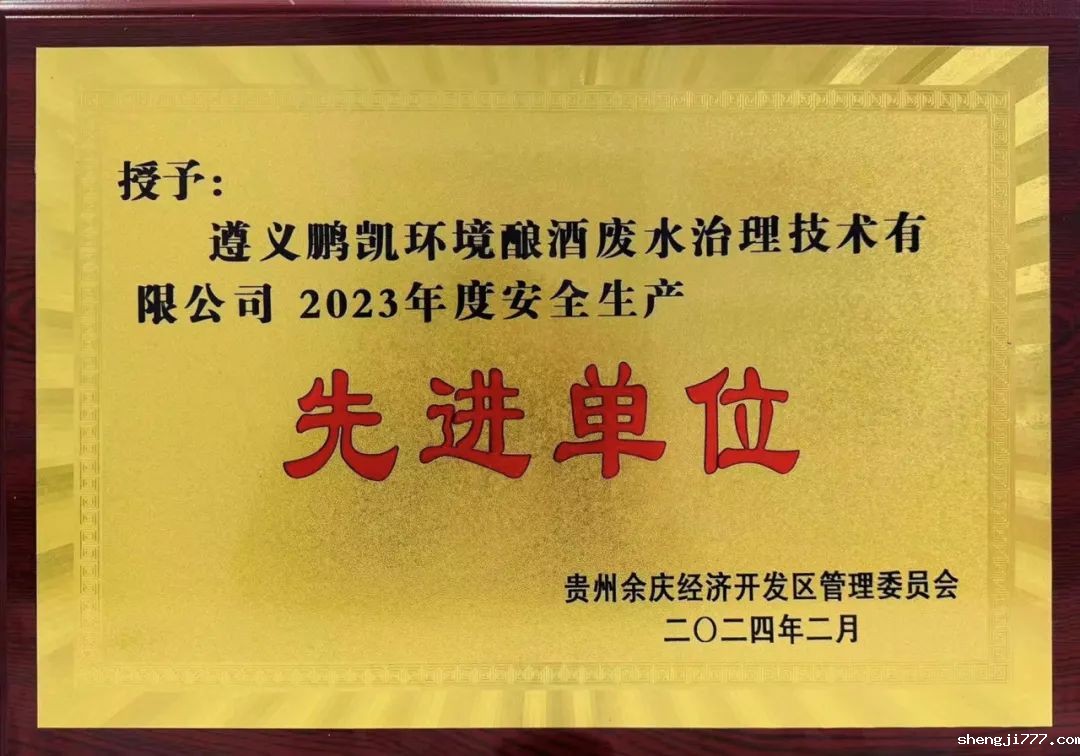 授予：
遵义鹏凯环境酿酒废水治理技术有
限公司 2023年度安全生产
先进单位
贵州余庆经济开发区管理委员会
二〇二四年二月
shengji777.com